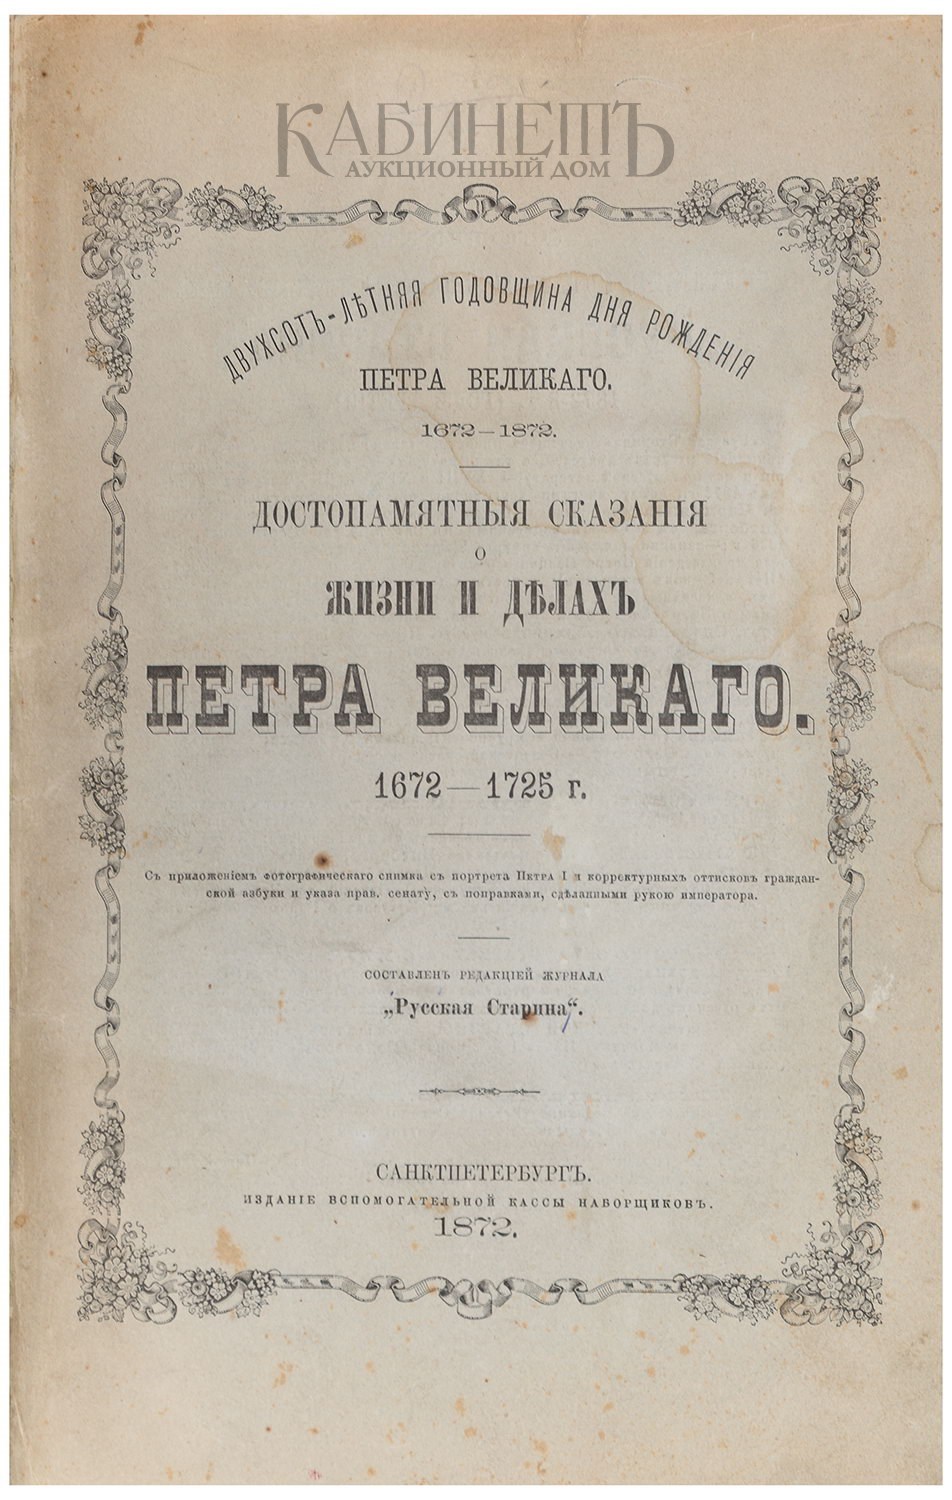 КАБИНЕТЪ
АУКЦИОННЫЙ ДОМ
ДВУХСОТЪ-ЛѢТНЯЯ ГОДОВЩИНА ДНЯ РОЖДЕНІЯ
ПЕТРА ВЕЛИКАГО.
1672—1872.
ДОСТОПАМЯТНЫЯ СКАЗАНІЯ
О
ЖИЗНИ И ДѢЛАХЪ
ПЕТРА ВЕЛИКАГО.
1672—1725 г.
Съ приложеніемъ фотографическаго снимка съ портрета Петра I и корректурныхъ оттисковъ граждан-
ской азбуки и указа прав. сенату, съ поправками, сдѣланными рукою императора.
СОСТАВЛЕНЪ РЕДАКЦІЕЙ ЖУРНАЛА
„Русская Старина“.
САНКТПЕТЕРБУРГЪ.
ИЗДАНІЕ ВСПОМОГАТЕЛЬНОЙ КАССЫ НАБОРЩИКОВЪ.
1872.